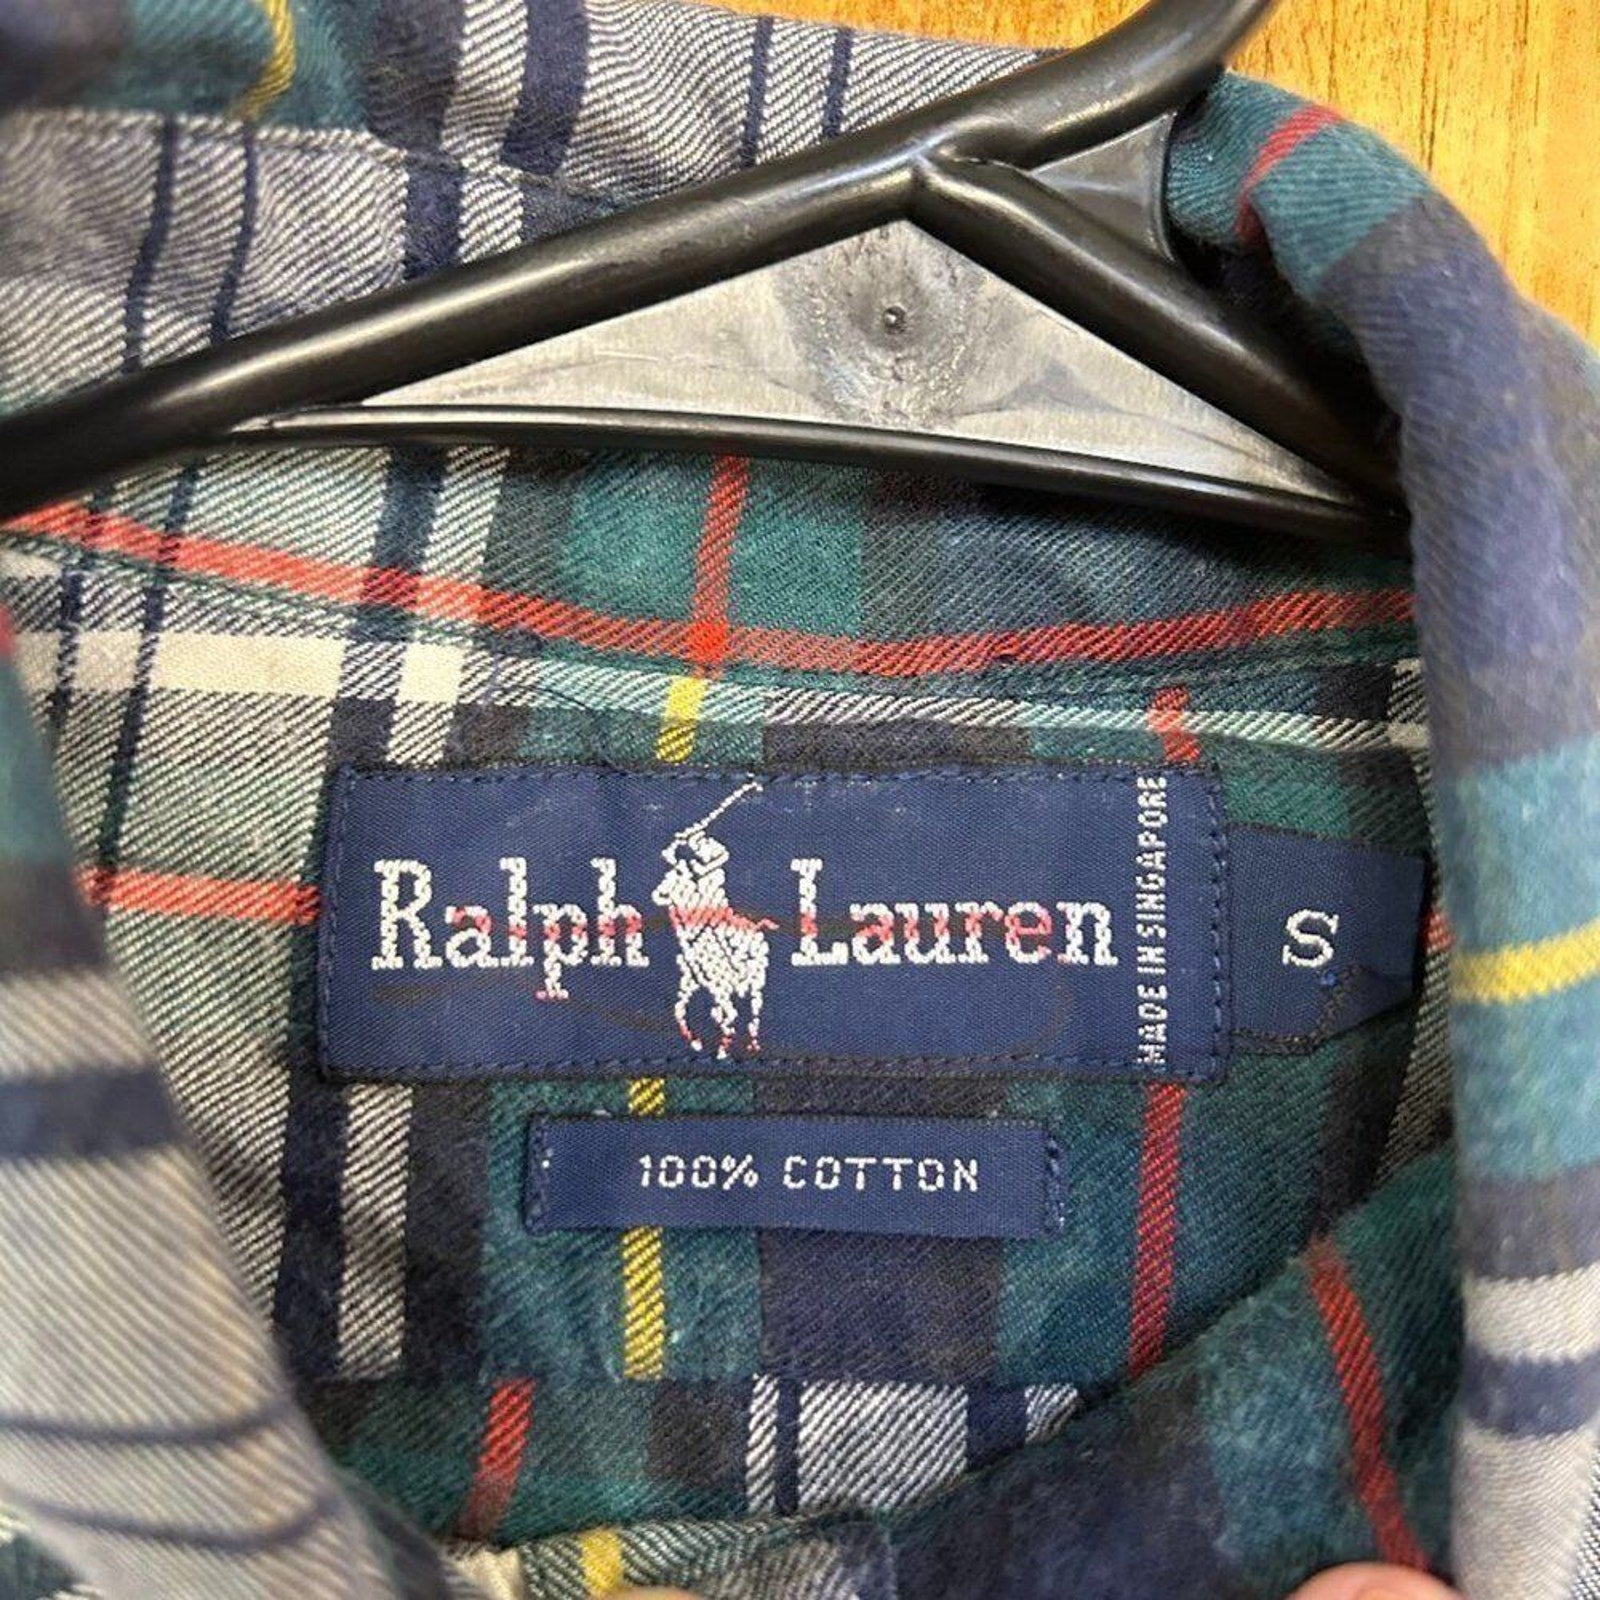 Ralph Lauren
MADE IN SINGAPORE
S
100% COTTON